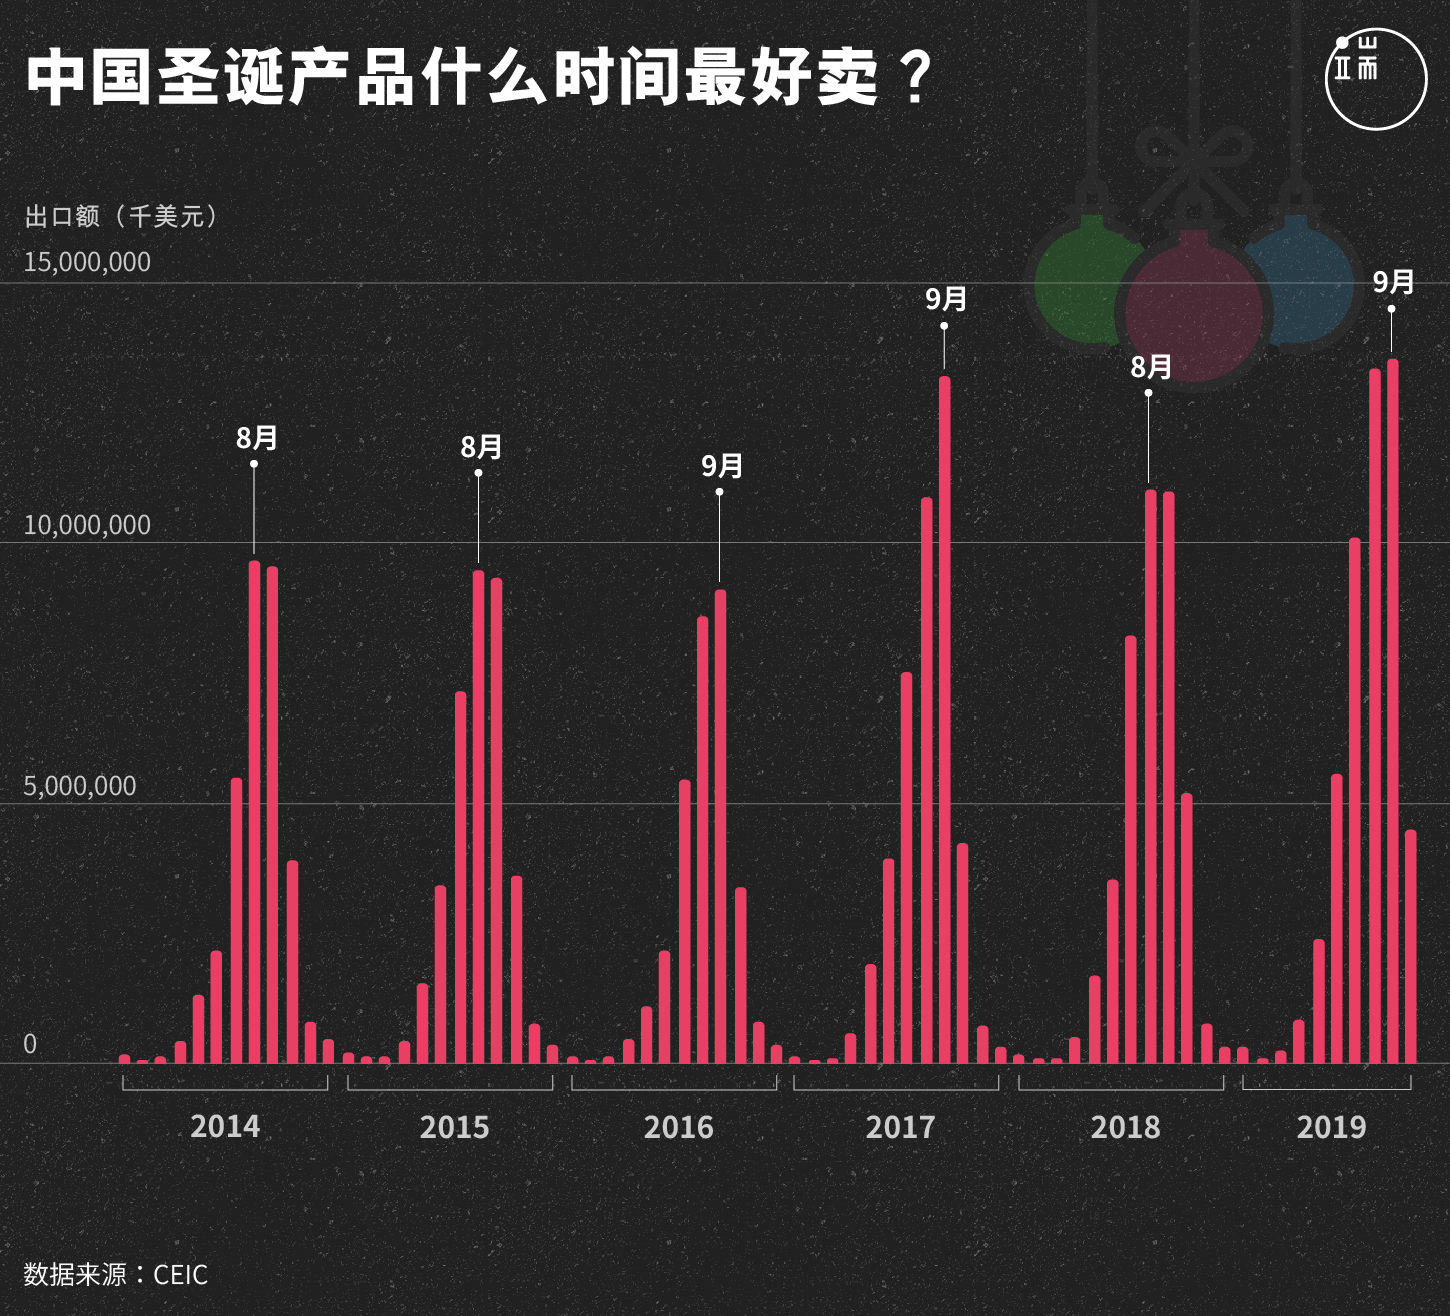 中国圣诞产品什么时间最好卖？
端
出口额（千美元）
15,000,000
9月
9月
8月
8月
8月
9月
10,000,000
5,000,000
0
2014
2015
2016
2017
2018
2019
数据来源：CEIC